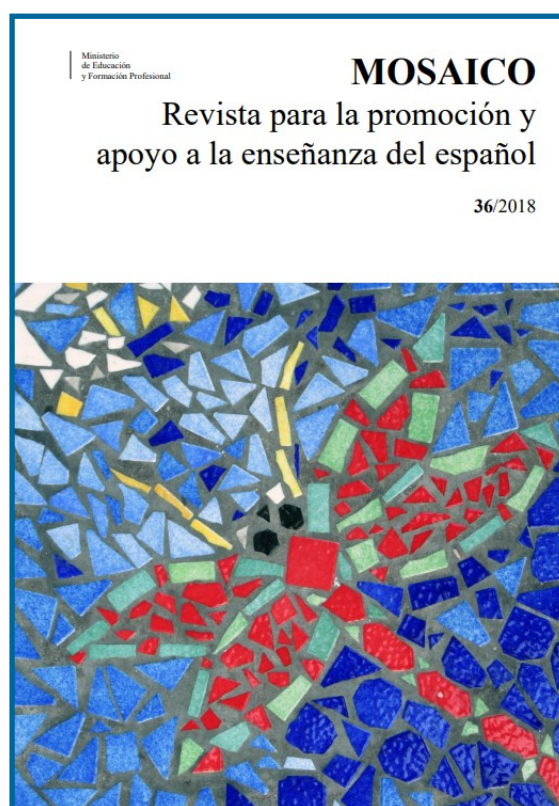 Ministerio
de Educación
y Formación Profesional
MOSAICO
Revista para la promoción y
apoyo a la enseñanza del español
36/2018